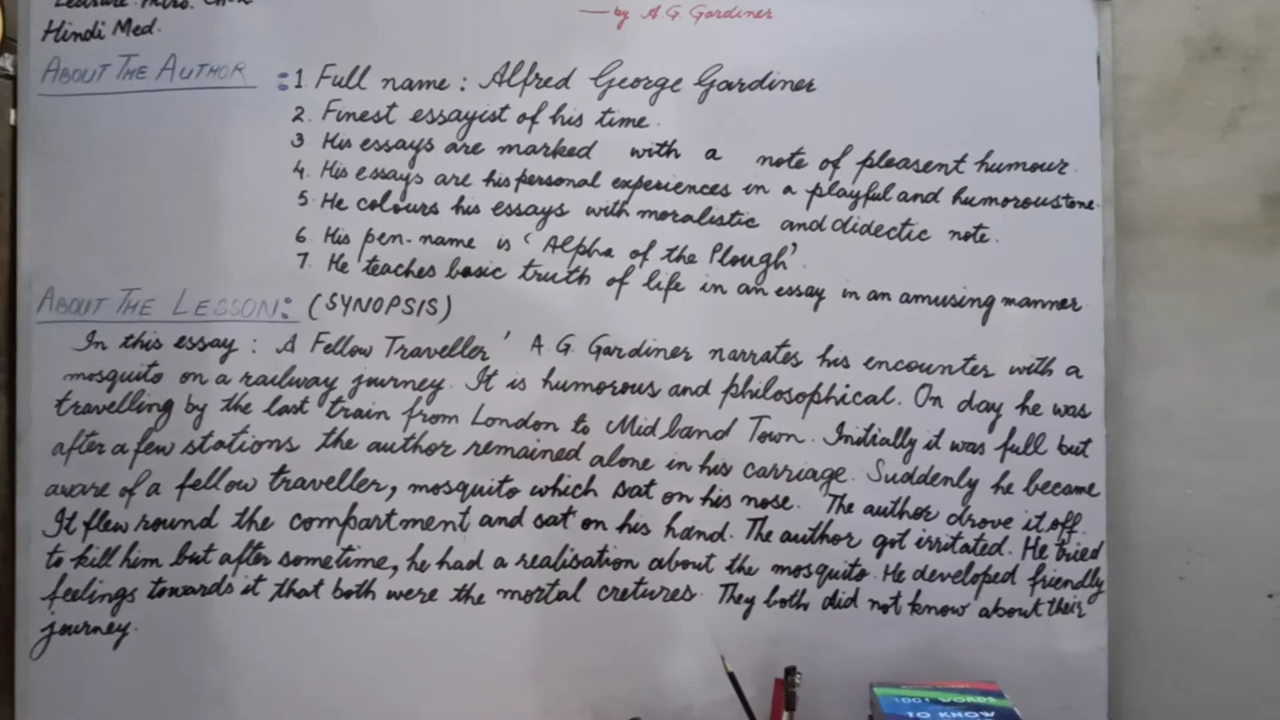 Hindi Med.
— by A.G. Gardiner
ABOUT THE AUTHOR :
1 Full name : Alfred George Gardiner
2. Finest essayist of his time.
3 His essays are marked with a note of pleasent humour.
4. His essays are his personal experiences in a playful and humorous tone.
5. He colours his essays with moralistic and didectic note.
6 His pen-name is 'Alpha of the Plough'.
7. He teaches basic truth of life in an essay in an amusing manner
ABOUT THE LESSON: (SYNOPSIS)
In this essay : A Fellow Traveller' A.G. Gardiner narrates his encounter with a
mosquito on a railway journey. It is humorous and philosophical. On day he was
travelling by the last train from London to Midband Town. Initially it was full but
after a few stations the author remained alone in his carriage. Suddenly he became
aware of a fellow traveller, mosquito which sat on his nose. The author drove it off.
It flew round the compartment and sat on his hand. The author got irritated. He tried
to kill him but after sometime, he had a realisation about the mosquito. He developed friendly
feelings towards it that both were the mortal cretures. They both did not know about their
journey.
1001 WORDS
TO KNOW